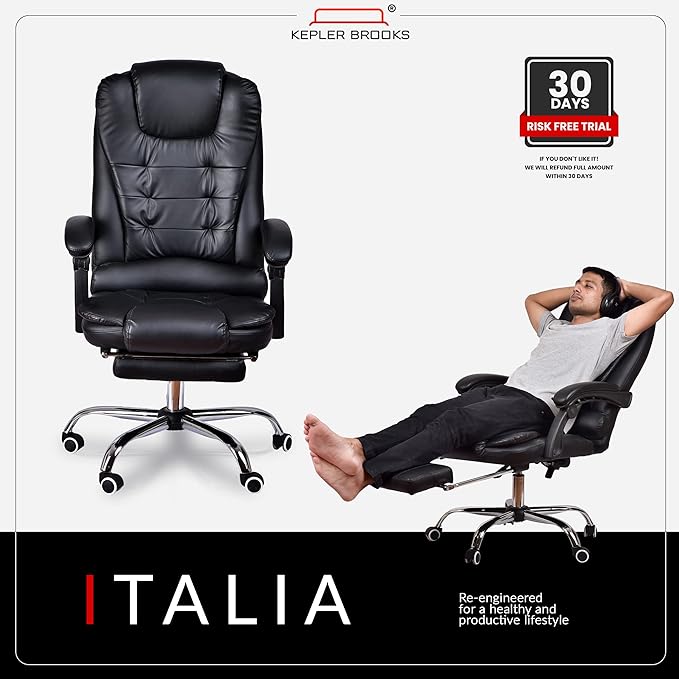 KEPLER BROOKS®
30
DAYS
RISK FREE TRIAL
IF YOU DON'T LIKE IT!
WE WILL REFUND FULL AMOUNT
WITHIN 30 DAYS
ITALIA
Re-engineered
for a healthy and
productive lifestyle